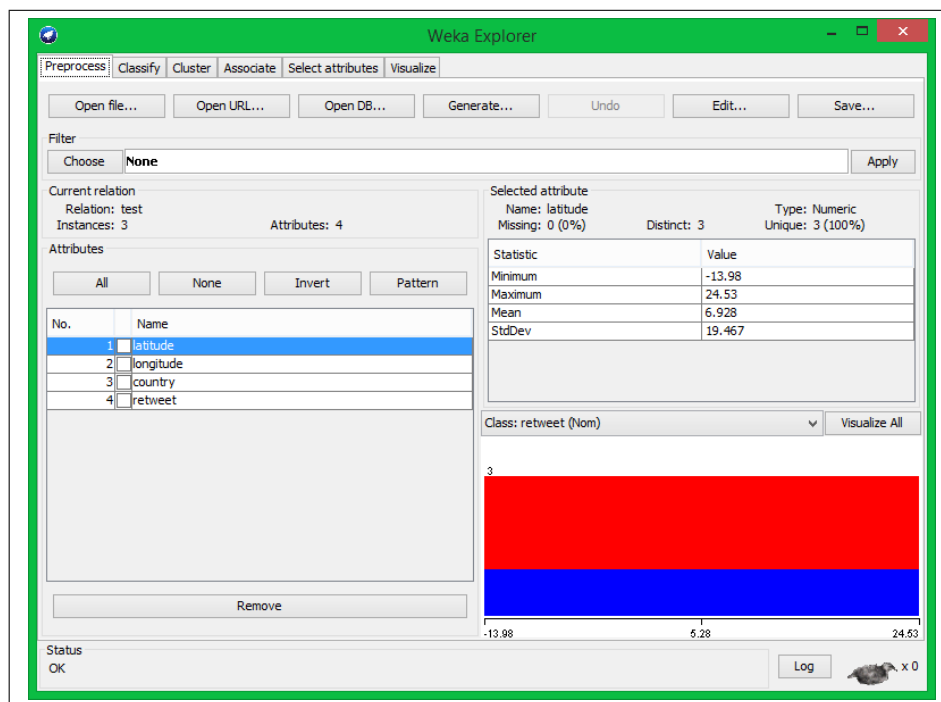 Weka Explorer
Preprocess Classify Cluster Associate Select attributes Visualize
Open file... Open URL... Open DB... Generate... Undo Edit... Save...
Filter
Choose None Apply
Current relation
Relation: test
Instances: 3 Attributes: 4
Attributes
All None Invert Pattern
No. Name
1 latitude
2 longitude
3 country
4 retweet
Remove
Selected attribute
Name: latitude Type: Numeric
Missing: 0 (0%) Distinct: 3 Unique: 3 (100%)
Statistic Value
Minimum -13.98
Maximum 24.53
Mean 6.928
StdDev 19.467
Class: retweet (Nom) Visualize All
3
-13.98 5.28 24.53
Status
OK
Log x 0